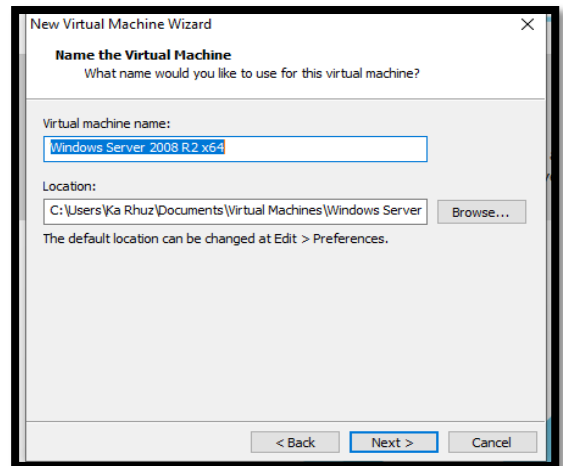 New Virtual Machine Wizard
Name the Virtual Machine
What name would you like to use for this virtual machine?
Virtual machine name:
Windows Server 2008 R2 x64
Location:
C:\Users\Ka Rhuz\Documents\Virtual Machines\Windows Server
Browse...
The default location can be changed at Edit > Preferences.
< Back
Next >
Cancel